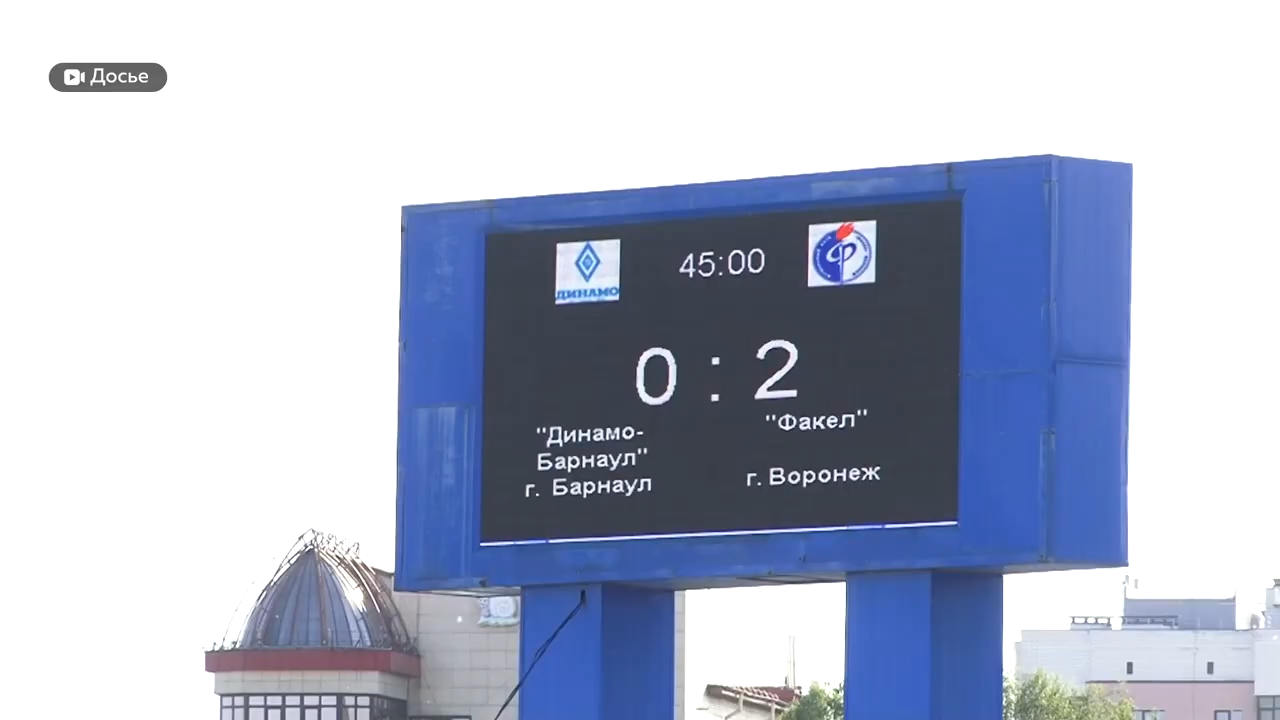 Досье
45:00
ДИНАМО
0 : 2
"Динамо-
Барнаул"
г. Барнаул
"Факел"
г. Воронеж